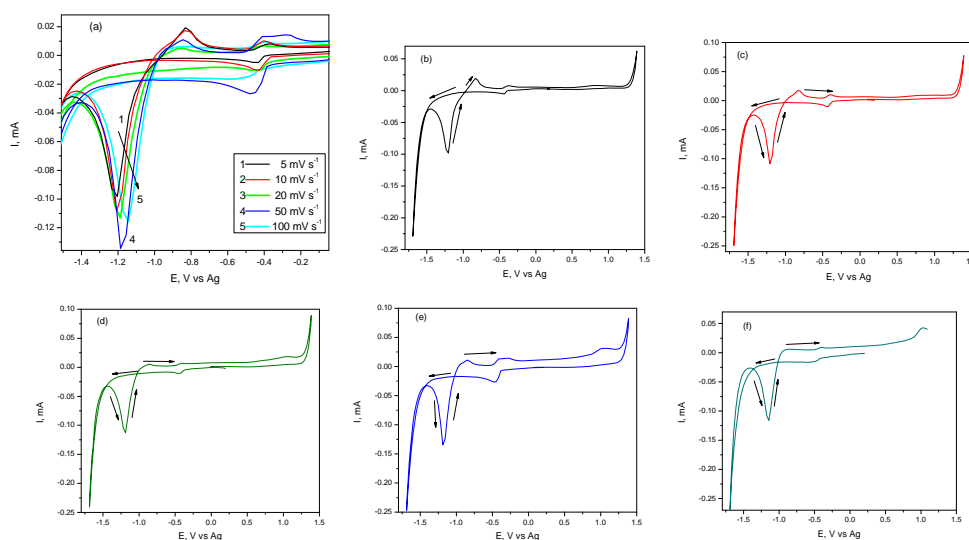 (a)
0.02
0.00
-0.02
-0.04
-0.06
-0.08
-0.10
-0.12
I, mA
-1.4 -1.2 -1.0 -0.8 -0.6 -0.4 -0.2
E, V vs Ag
1
5
4
1 5 mV s⁻¹
2 10 mV s⁻¹
3 20 mV s⁻¹
4 50 mV s⁻¹
5 100 mV s⁻¹
(b)
0.05
0.00
-0.05
-0.10
-0.15
-0.20
-0.25
I, mA
-1.5 -1.0 -0.5 0.0 0.5 1.0 1.5
E, V vs Ag
(c)
0.10
0.05
0.00
-0.05
-0.10
-0.15
-0.20
-0.25
I, mA
-1.5 -1.0 -0.5 0.0 0.5 1.0 1.5
E, V vs Ag
(d)
0.10
0.05
0.00
-0.05
-0.10
-0.15
-0.20
-0.25
I, mA
-1.5 -1.0 -0.5 0.0 0.5 1.0 1.5
E, V vs Ag
(e)
0.10
0.05
0.00
-0.05
-0.10
-0.15
-0.20
-0.25
I, mA
-1.5 -1.0 -0.5 0.0 0.5 1.0 1.5
E, V vs Ag
(f)
0.05
0.00
-0.05
-0.10
-0.15
-0.20
-0.25
I, mA
-1.5 -1.0 -0.5 0.0 0.5 1.0 1.5
E, V vs Ag